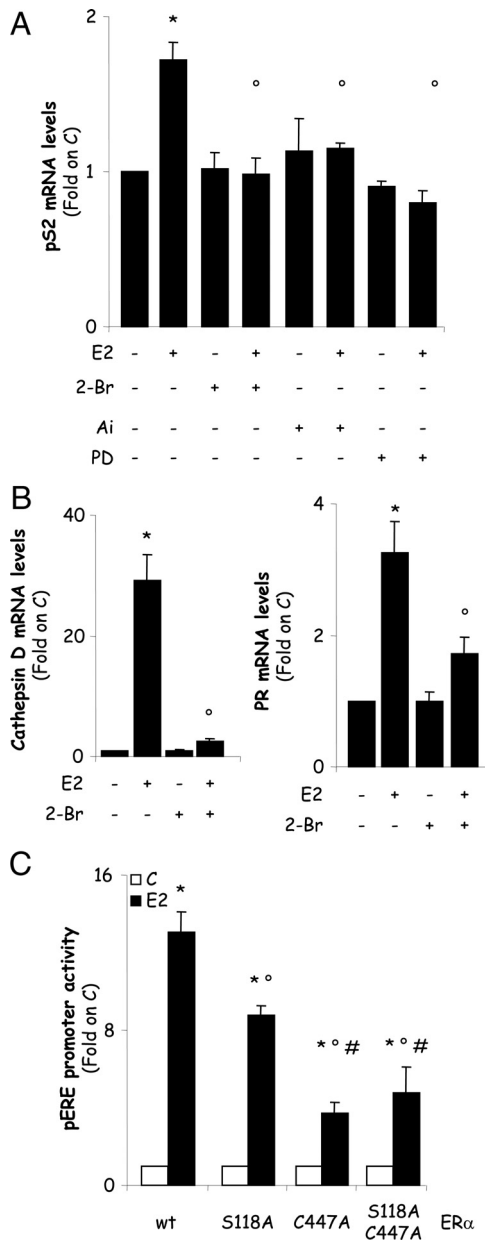 A
pS2 mRNA levels
(Fold on C)
2
1
0
*
°
°
°
E2 - + - + - + - +
2-Br - - + + - - - -
Ai - - - - + + - -
PD - - - - - - + +
B
Cathepsin D mRNA levels
(Fold on C)
40
20
0
*
°
E2 - + - +
2-Br - - + +
PR mRNA levels
(Fold on C)
4
2
0
*
°
E2 - + - +
2-Br - - + +
C
pERE promoter activity
(Fold on C)
16
8
0
C
E2
*
* °
* ° #
* ° #
wt S118A C447A S118A C447A ERα